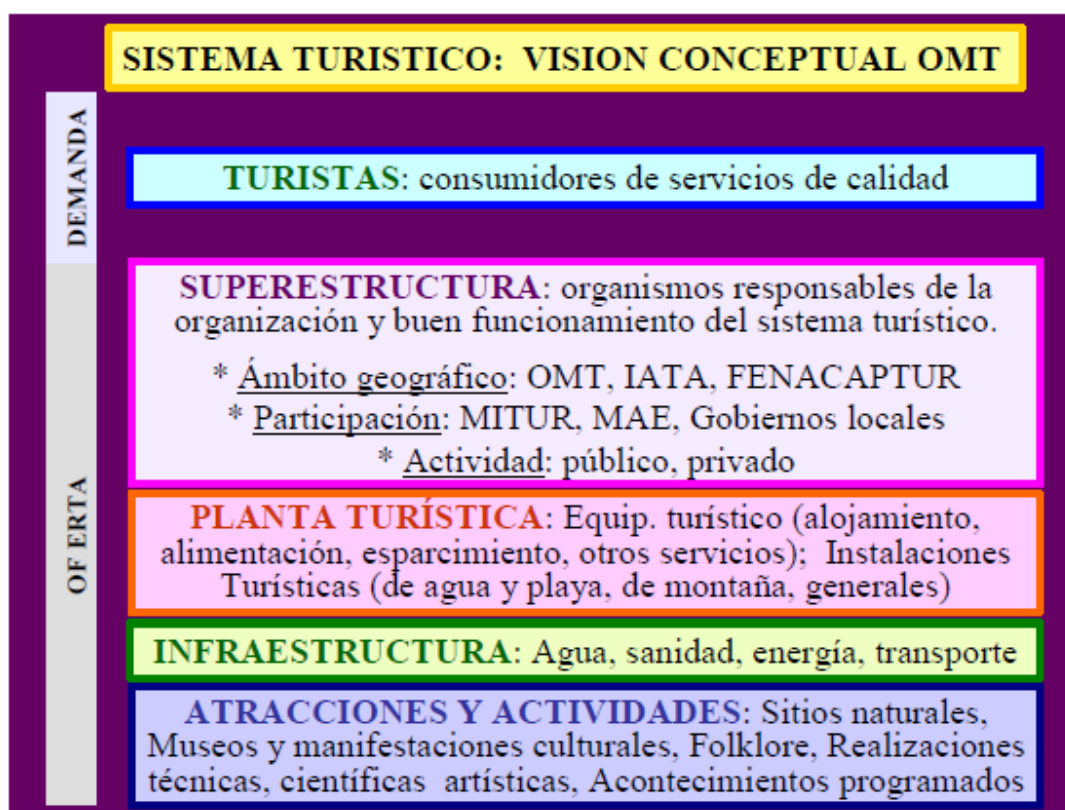 SISTEMA TURISTICO: VISION CONCEPTUAL OMT
DEMANDA
TURISTAS: consumidores de servicios de calidad
OF ERTA
SUPERESTRUCTURA: organismos responsables de la
organización y buen funcionamiento del sistema turístico.
* Ámbito geográfico: OMT, IATA, FENACAPTUR
* Participación: MITUR, MAE, Gobiernos locales
* Actividad: público, privado
PLANTA TURÍSTICA: Equip. turístico (alojamiento,
alimentación, esparcimiento, otros servicios); Instalaciones
Turísticas (de agua y playa, de montaña, generales)
INFRAESTRUCTURA: Agua, sanidad, energía, transporte
ATRACCIONES Y ACTIVIDADES: Sitios naturales,
Museos y manifestaciones culturales, Folklore, Realizaciones
técnicas, científicas artísticas, Acontecimientos programados